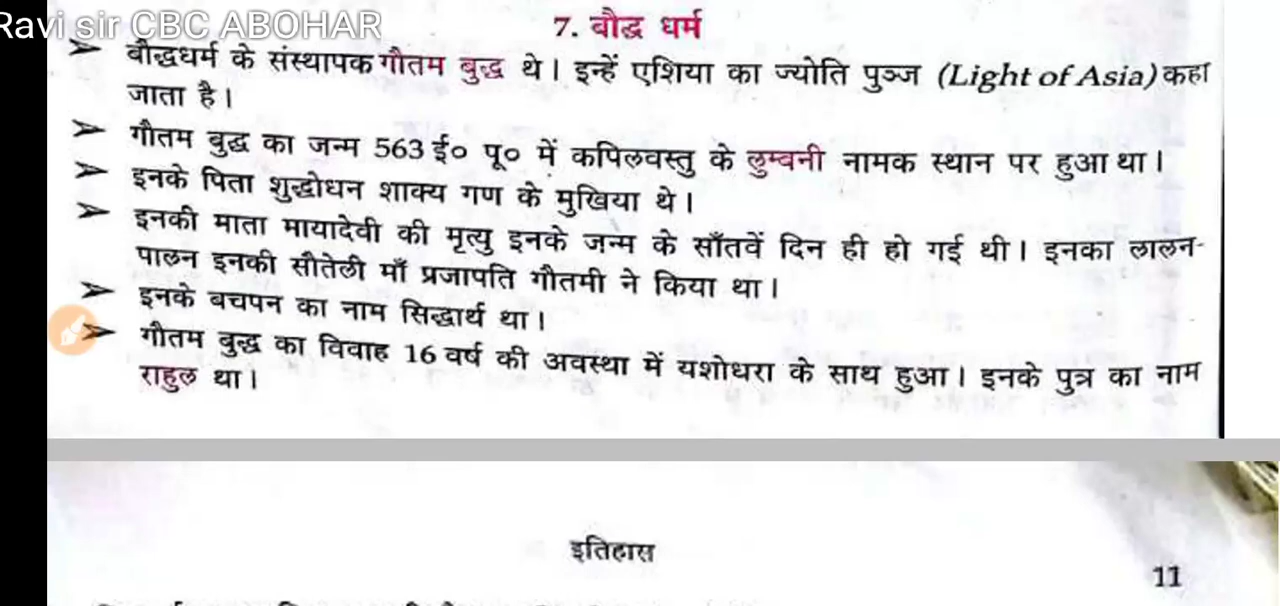 Ravi sir CBC ABOHAR
7. बौद्ध धर्म
➢ बौद्धधर्म के संस्थापक गौतम बुद्ध थे। इन्हें एशिया का ज्योति पुञ्ज (Light of Asia) कहा
जाता है।
➢ गौतम बुद्ध का जन्म 563 ई० पू० में कपिलवस्तु के लुम्बनी नामक स्थान पर हुआ था।
➢ इनके पिता शुद्धोधन शाक्य गण के मुखिया थे।
➢ इनकी माता मायादेवी की मृत्यु इनके जन्म के साँतवें दिन ही हो गई थी। इनका लालन-
पालन इनकी सौतेली माँ प्रजापति गौतमी ने किया था।
➢ इनके बचपन का नाम सिद्धार्थ था।
➢ गौतम बुद्ध का विवाह 16 वर्ष की अवस्था में यशोधरा के साथ हुआ। इनके पुत्र का नाम
राहुल था।
इतिहास
11